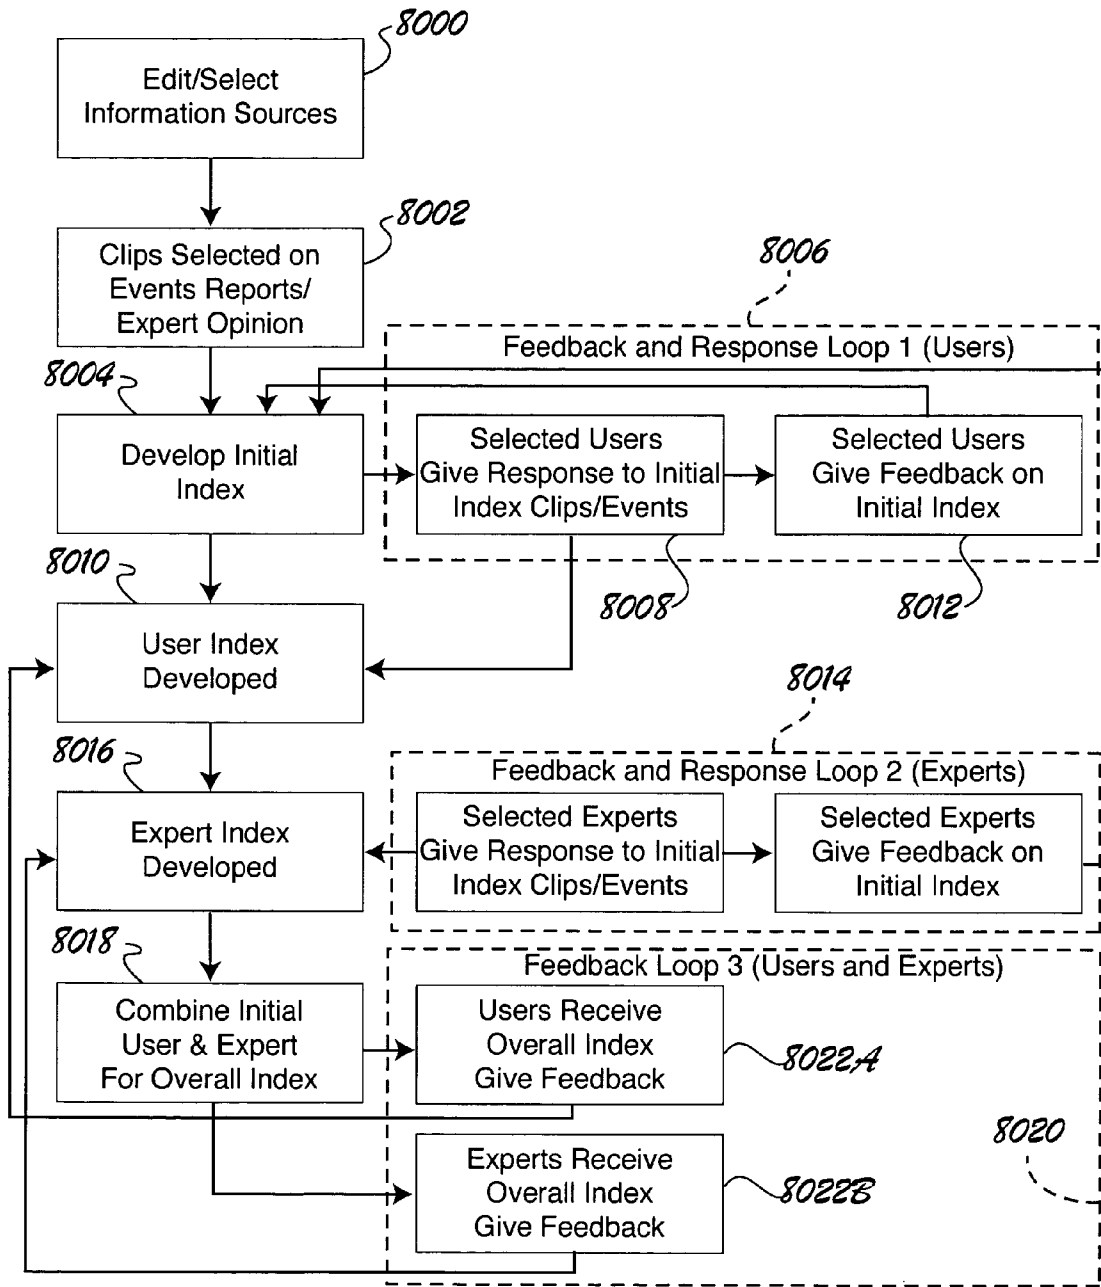 8000
Edit/Select
Information Sources
8002
Clips Selected on
Events Reports/
Expert Opinion
8006
Feedback and Response Loop 1 (Users)
8004
Develop Initial
Index
Selected Users
Give Response to Initial
Index Clips/Events
Selected Users
Give Feedback on
Initial Index
8008
8012
8010
User Index
Developed
8014
Feedback and Response Loop 2 (Experts)
8016
Expert Index
Developed
Selected Experts
Give Response to Initial
Index Clips/Events
Selected Experts
Give Feedback on
Initial Index
8018
Feedback Loop 3 (Users and Experts)
Combine Initial
User & Expert
For Overall Index
Users Receive
Overall Index
Give Feedback
8022A
8020
Experts Receive
Overall Index
Give Feedback
8022B